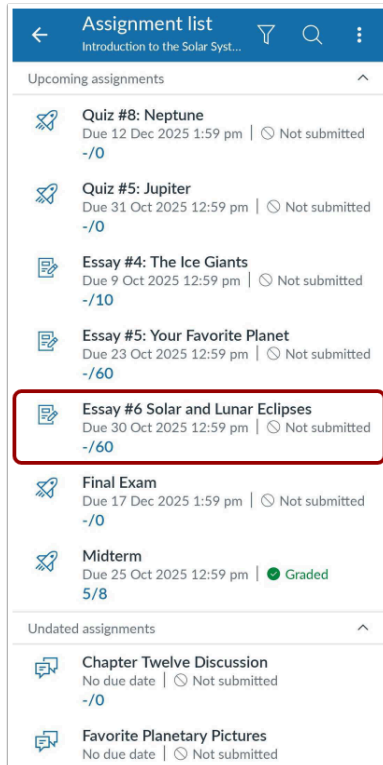 Assignment list
Introduction to the Solar Syst...
Upcoming assignments
Quiz #8: Neptune
Due 12 Dec 2025 1:59 pm | Not submitted
-/0
Quiz #5: Jupiter
Due 31 Oct 2025 12:59 pm | Not submitted
-/0
Essay #4: The Ice Giants
Due 9 Oct 2025 12:59 pm | Not submitted
-/10
Essay #5: Your Favorite Planet
Due 23 Oct 2025 12:59 pm | Not submitted
-/60
Essay #6 Solar and Lunar Eclipses
Due 30 Oct 2025 12:59 pm | Not submitted
-/60
Final Exam
Due 17 Dec 2025 1:59 pm | Not submitted
-/0
Midterm
Due 25 Oct 2025 12:59 pm | Graded
5/8
Undated assignments
Chapter Twelve Discussion
No due date | Not submitted
-/0
Favorite Planetary Pictures
No due date | Not submitted